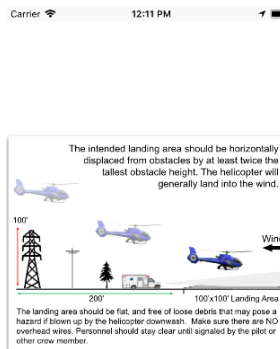 Carrier
12:11 PM
The intended landing area should be horizontally
displaced from obstacles by at least twice the
tallest obstacle height. The helicopter will
generally land into the wind.
100'
Wind
200'
100'x100' Landing Area
The landing area should be flat, and free of loose debris that may pose a
hazard if blown up by the helicopter downwash. Make sure there are NO
overhead wires. Personnel should stay clear until signaled by the pilot or
other crew member.